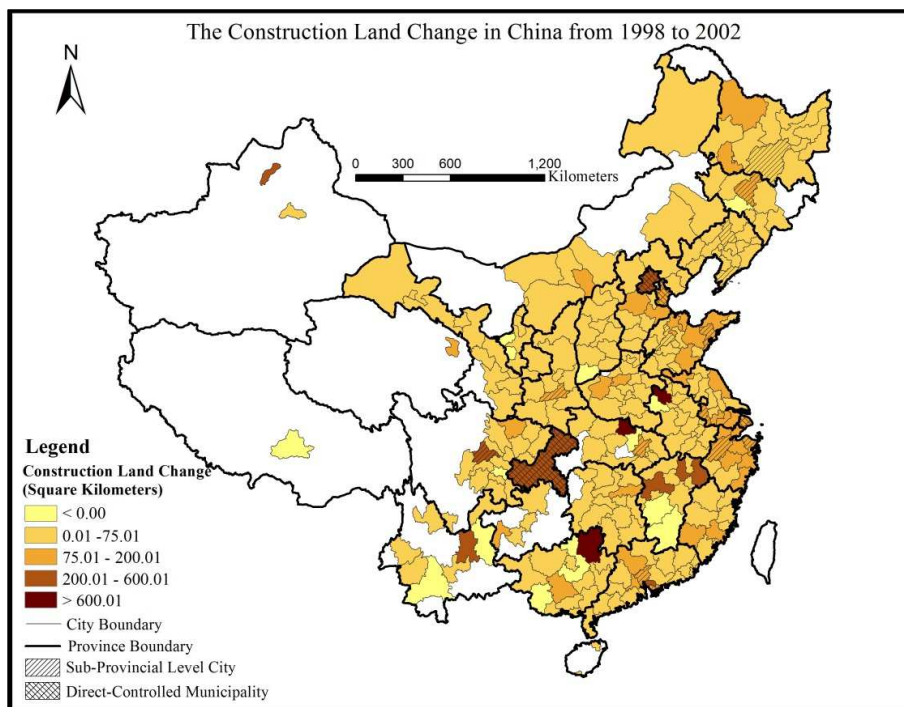 The Construction Land Change in China from 1998 to 2002
N
0 300 600 1,200
Kilometers
Legend
Construction Land Change
(Square Kilometers)
< 0.00
0.01 -75.01
75.01 - 200.01
200.01 - 600.01
> 600.01
City Boundary
Province Boundary
Sub-Provincial Level City
Direct-Controlled Municipality